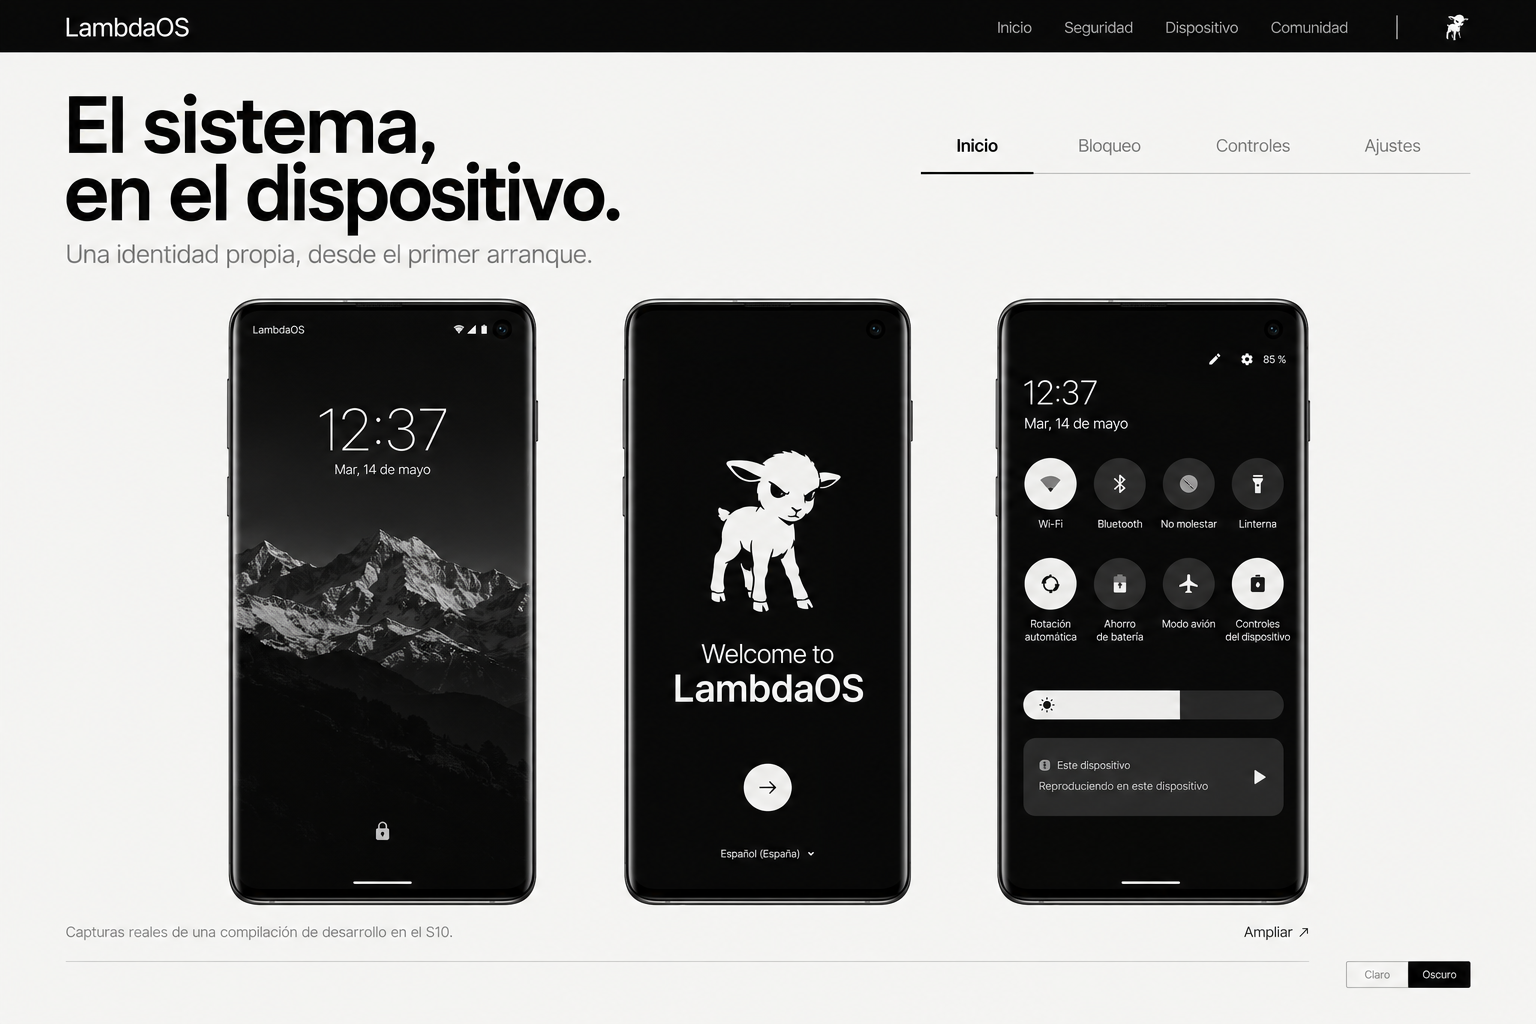 LambdaOS
Inicio
Seguridad
Dispositivo
Comunidad
El sistema,
en el dispositivo.
Una identidad propia, desde el primer arranque.
Inicio
Bloqueo
Controles
Ajustes
LambdaOS
12:37
Mar, 14 de mayo
Welcome to
LambdaOS
Español (España)
85 %
12:37
Mar, 14 de mayo
Wi-Fi
Bluetooth
No molestar
Linterna
Rotación
automática
Ahorro
de batería
Modo avión
Controles
del dispositivo
Este dispositivo
Reproduciendo en este dispositivo
Capturas reales de una compilación de desarrollo en el S10.
Ampliar ↗
Claro
Oscuro